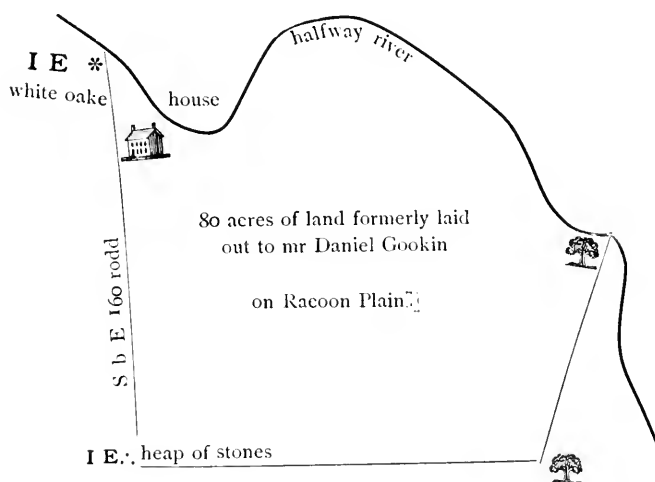 halfway river
I E *
white oake
house
80 acres of land formerly laid
out to mr Daniel Gookin
on Racoon Plain
S b E 160 rodd
I E ∴ heap of stones